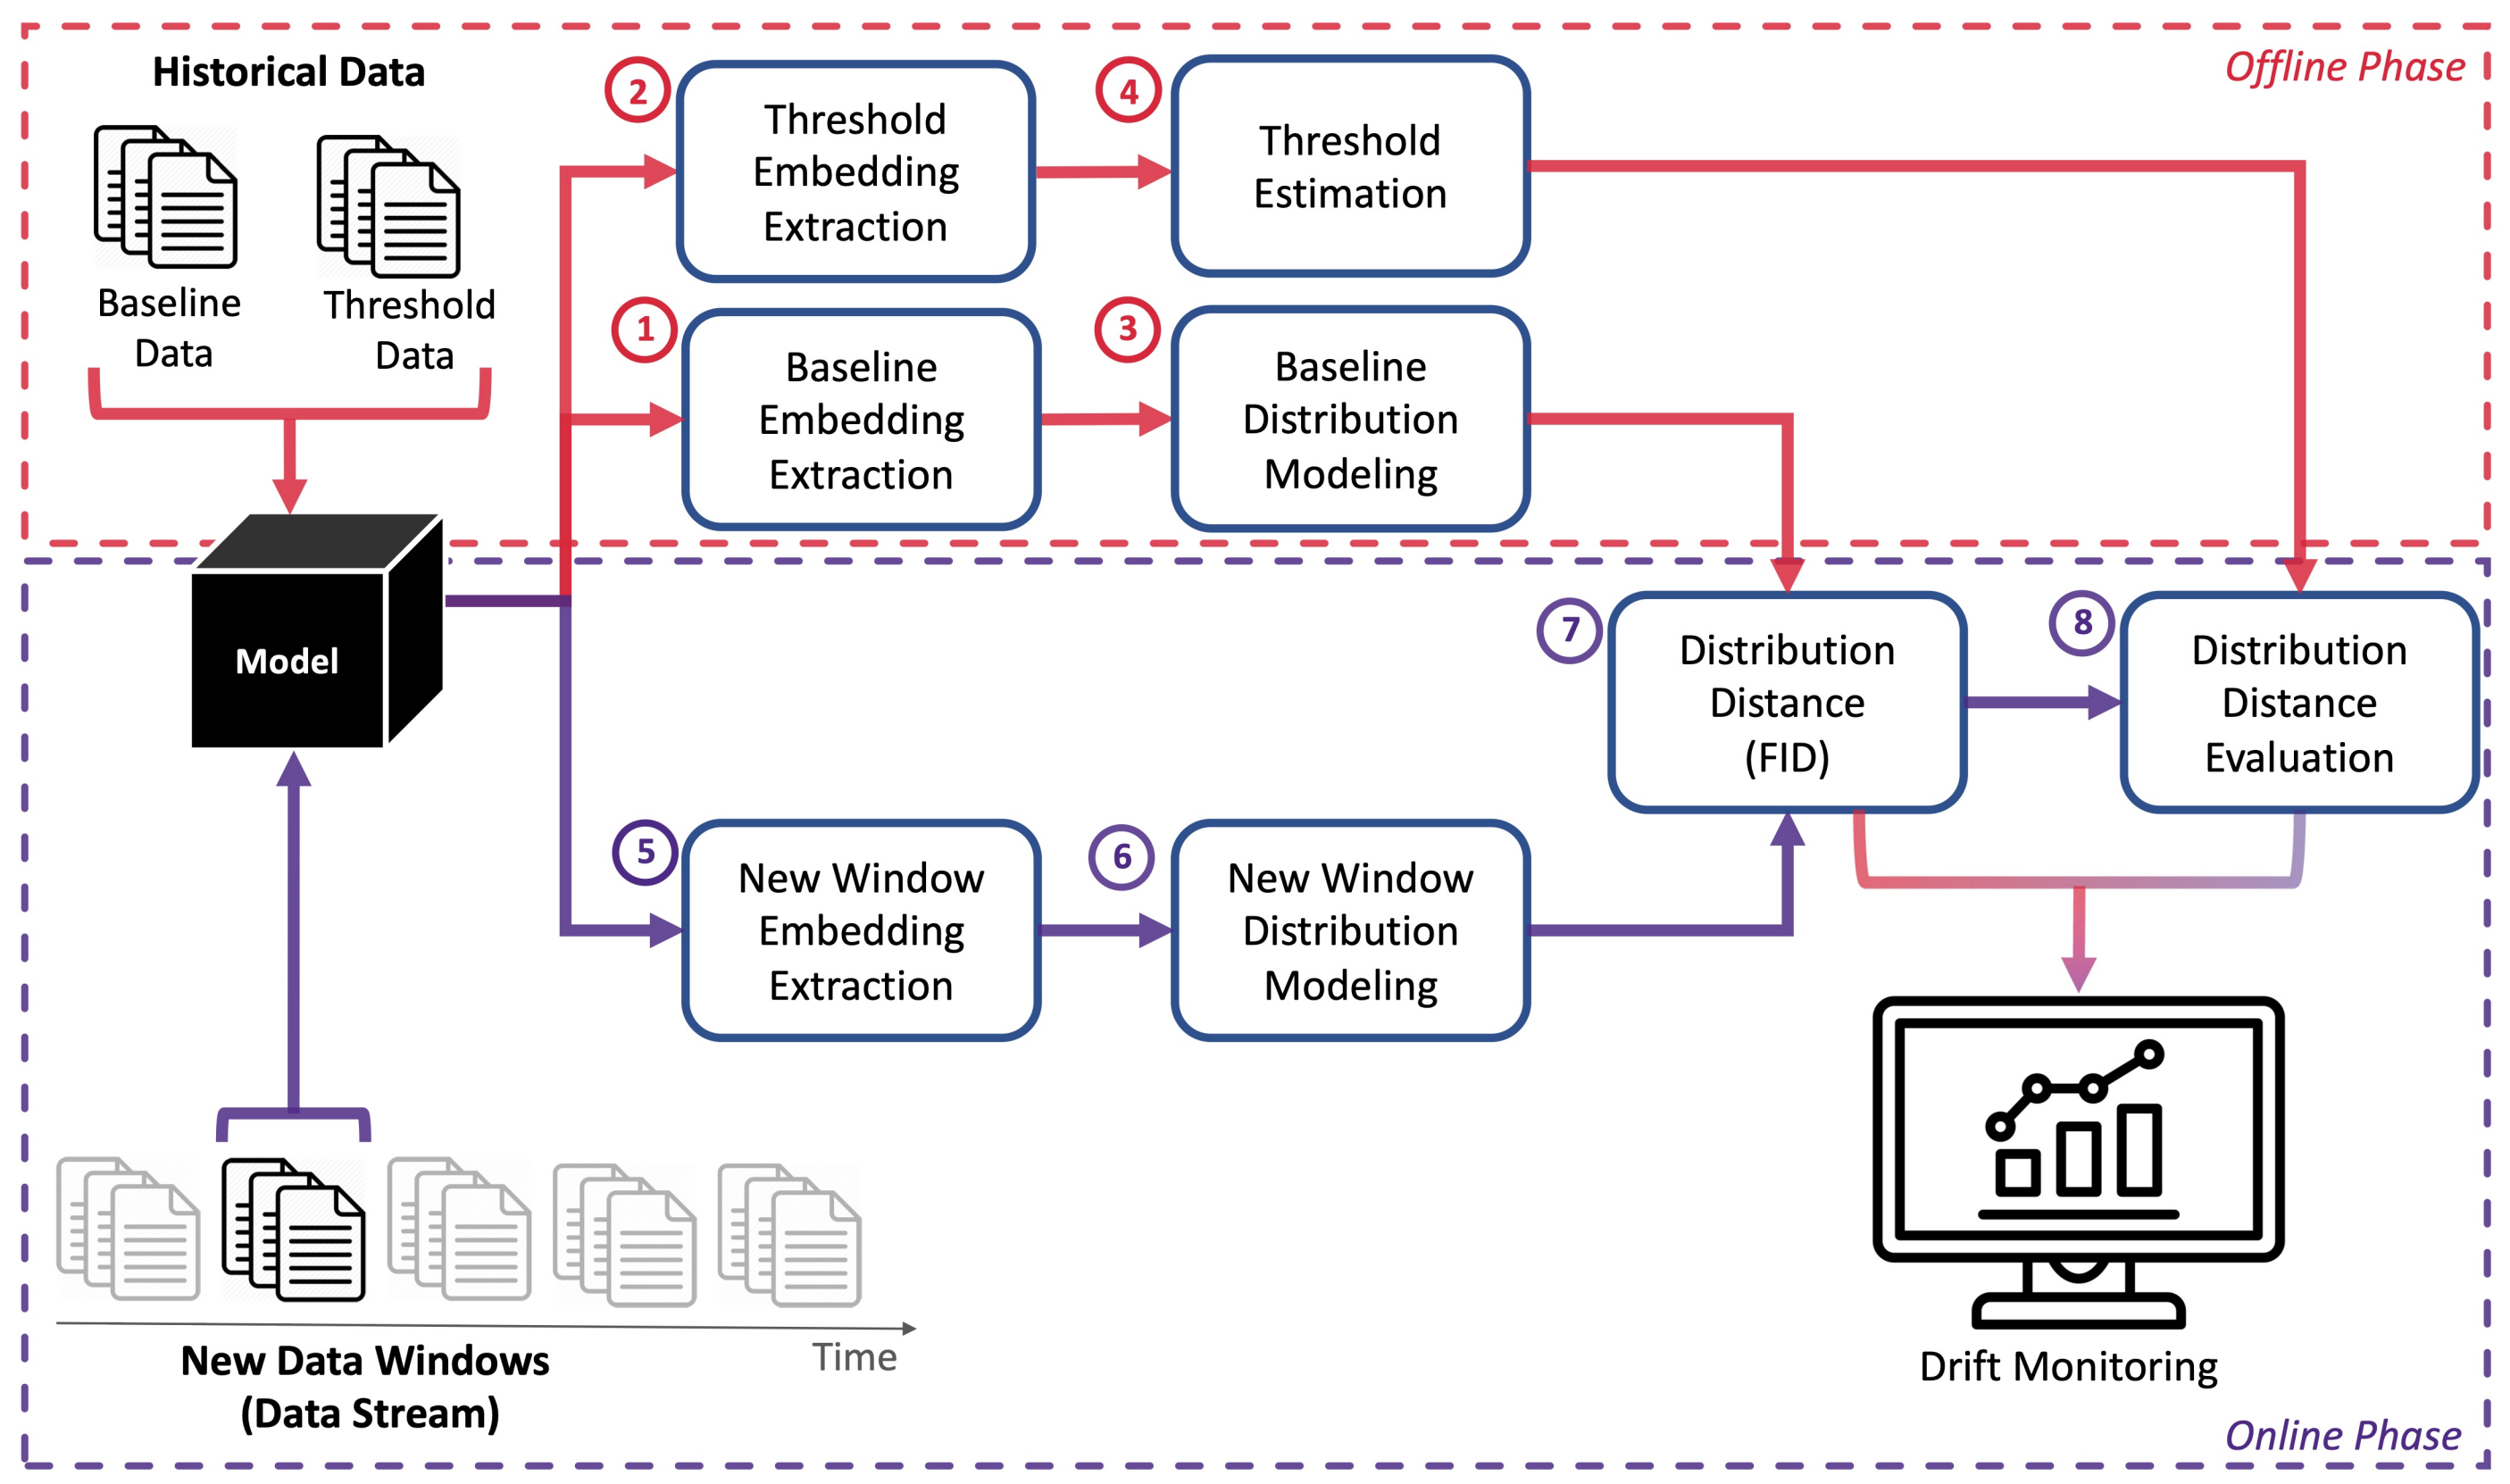 Historical Data
Offline Phase
Baseline
Data
Threshold
Data
2
Threshold
Embedding
Extraction
4
Threshold
Estimation
1
Baseline
Embedding
Extraction
3
Baseline
Distribution
Modeling
Model
7
Distribution
Distance
(FID)
8
Distribution
Distance
Evaluation
5
New Window
Embedding
Extraction
6
New Window
Distribution
Modeling
Time
New Data Windows
(Data Stream)
Drift Monitoring
Online Phase